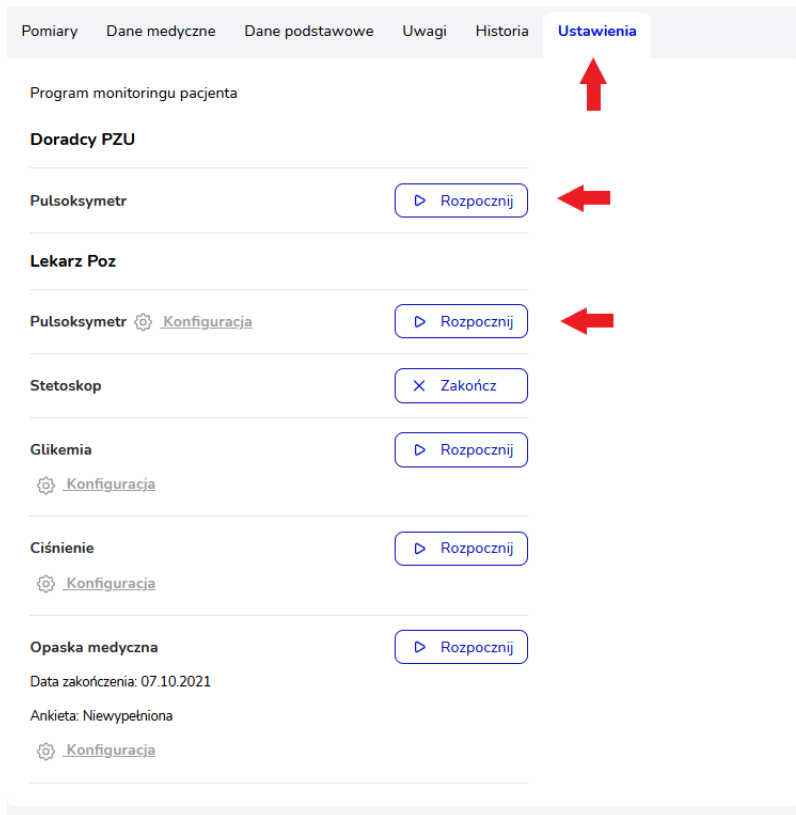 Pomiary Dane medyczne Dane podstawowe Uwagi Historia Ustawienia
Program monitoringu pacjenta
Doradcy PZU
Pulsoksymetr Rozpocznij
Lekarz Poz
Pulsoksymetr Konfiguracja Rozpocznij
Stetoskop Zakończ
Glikemia Rozpocznij
Konfiguracja
Ciśnienie Rozpocznij
Konfiguracja
Opaska medyczna Rozpocznij
Data zakończenia: 07.10.2021
Ankieta: Niewypełniona
Konfiguracja